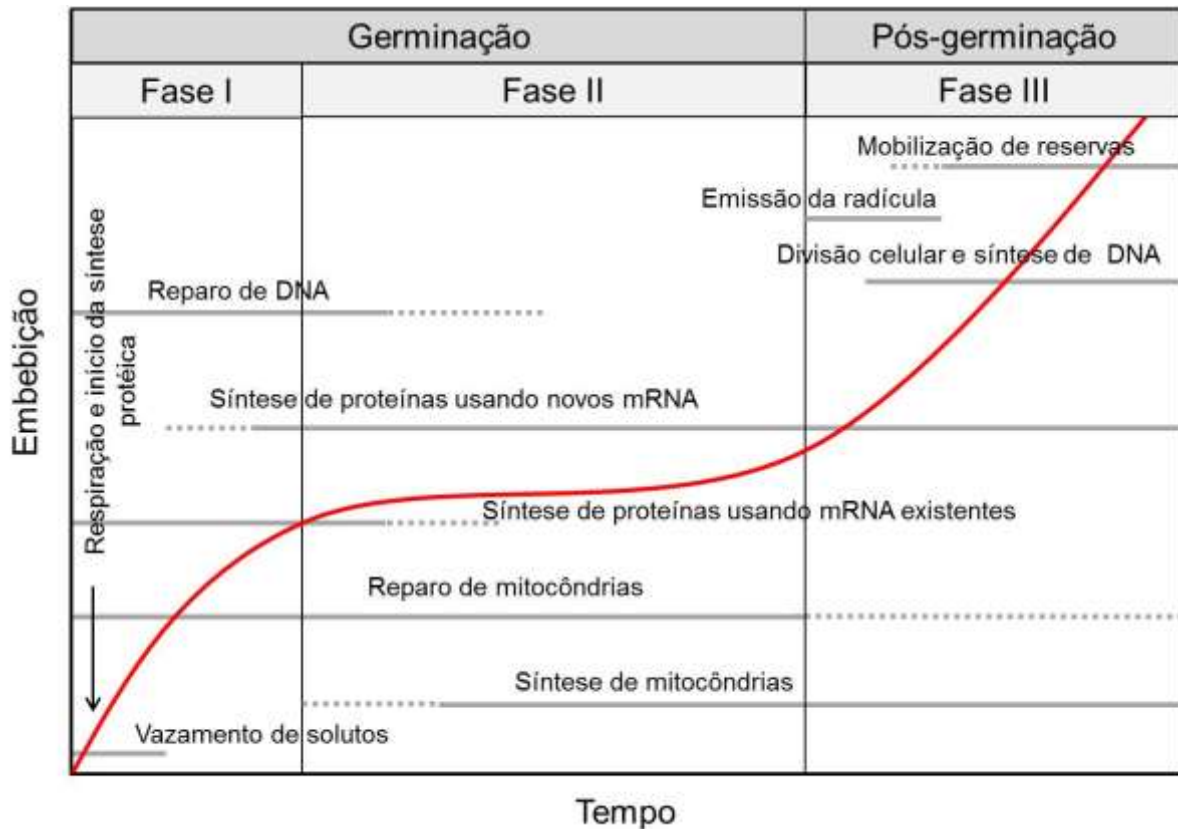 Germinação
Pós-germinação
Fase I
Fase II
Fase III
Mobilização de reservas
Emissão da radícula
Divisão celular e síntese de DNA
Reparo de DNA
Respiração e início da síntese
protéica
Síntese de proteínas usando novos mRNA
Síntese de proteínas usando mRNA existentes
Reparo de mitocôndrias
Síntese de mitocôndrias
Vazamento de solutos
Embebição
Tempo